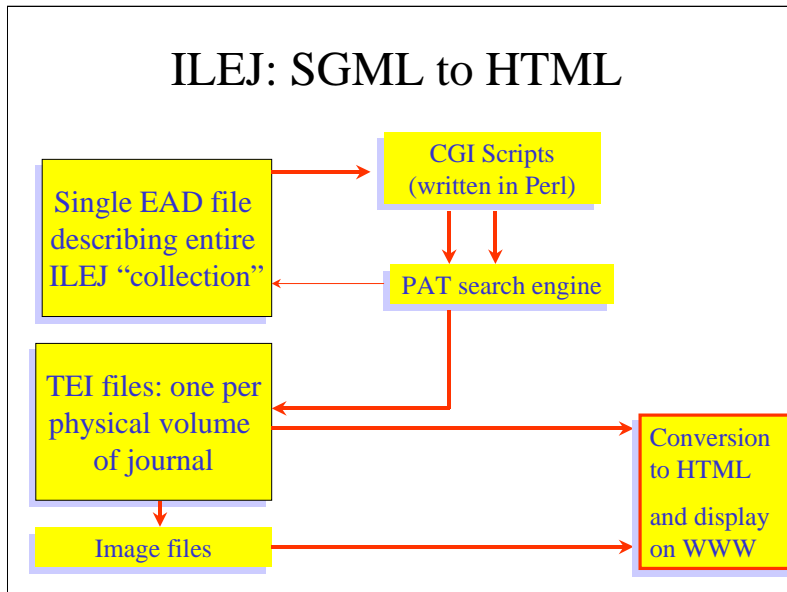 ILEJ: SGML to HTML
CGI Scripts
(written in Perl)
Single EAD file
describing entire
ILEJ “collection”
PAT search engine
TEI files: one per
physical volume
of journal
Conversion
to HTML
and display
on WWW
Image files